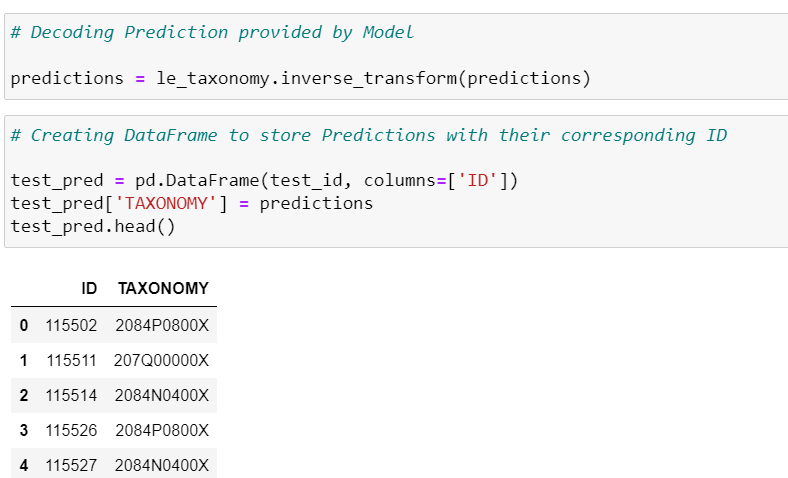 # Decoding Prediction provided by Model
predictions = le_taxonomy.inverse_transform(predictions)
# Creating DataFrame to store Predictions with their corresponding ID
test_pred = pd.DataFrame(test_id, columns=['ID'])
test_pred['TAXONOMY'] = predictions
test_pred.head()
ID TAXONOMY
0 115502 2084P0800X
1 115511 207Q00000X
2 115514 2084N0400X
3 115526 2084P0800X
4 115527 2084N0400X